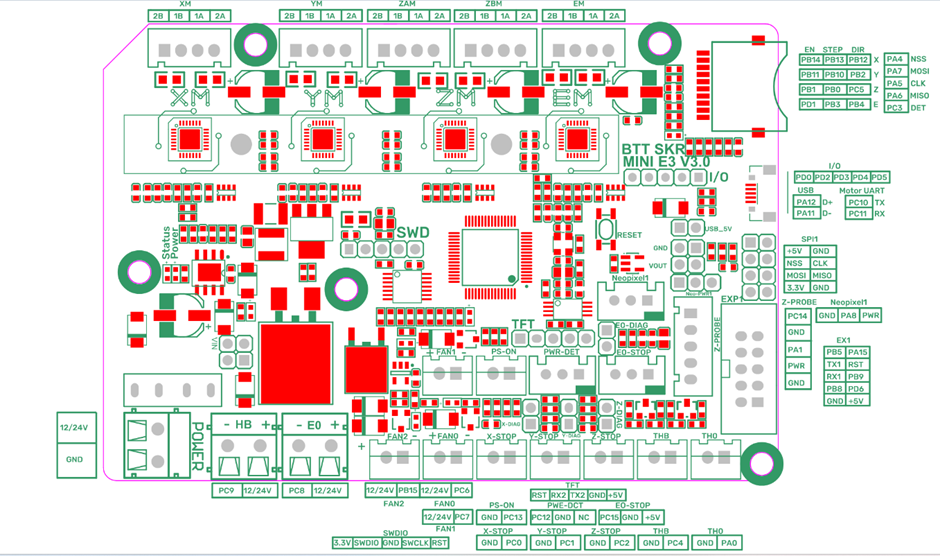 XM YM ZAM ZBM EM
2B 1B 1A 2A 2B 1B 1A 2A 2B 1B 1A 2A 2B 1B 1A 2A 2B 1B 1A 2A
EN STEP DIR
PB14 PB13 PB12 X PA4 NSS
PB11 PB10 PB2 Y PA7 MOSI
PA5 CLK
PB1 PB0 PC5 Z PA6 MISO
PD1 PB3 PB4 E PC3 DET
XM YM ZM EM
BTT SKR
MINI E3 V3.0
I/O
I/O
PD0 PD2 PD3 PD4 PD5
USB Motor UART
PA12 D+ PC10 TX
PA11 D- PC11 RX
Status
Power
SWD
RESET
USB_5V
GND
VOUT
Neo-PWR1
Neopixel1
SPI1
+5V GND
NSS CLK
MOSI MISO
3.3V GND
EXP1
Z-PROBE
Z-PROBE Neopixel1
PC14 GND PA8 PWR
GND
PA1
PWR
GND
EX1
PB5 PA15
TX1 RST
RX1 PB9
PB8 PD6
GND +5V
VIN
TFT
E0-DIAG
+ FAN1 - PS-ON PWR-DET E0-STOP
X-DIAG Y-DIAG Z-DIAG
12/24V
GND
POWER
- HB + - E0 +
+ FAN2 - + FAN0 - X-STOP Y-STOP Z-STOP THB TH0
PC9 12/24V PC8 12/24V
12/24V PB15 12/24V PC6
FAN2 FAN0
12/24V PC7
FAN1
TFT
RST RX2 TX2 GND +5V
PS-ON PWE-DCT EO-STOP
GND PC13 PC12 GND NC PC15 GND +5V
SWDIO
3.3V SWDIO GND SWCLK RST
X-STOP Y-STOP Z-STOP THB TH0
GND PC0 GND PC1 GND PC2 GND PC4 GND PA0